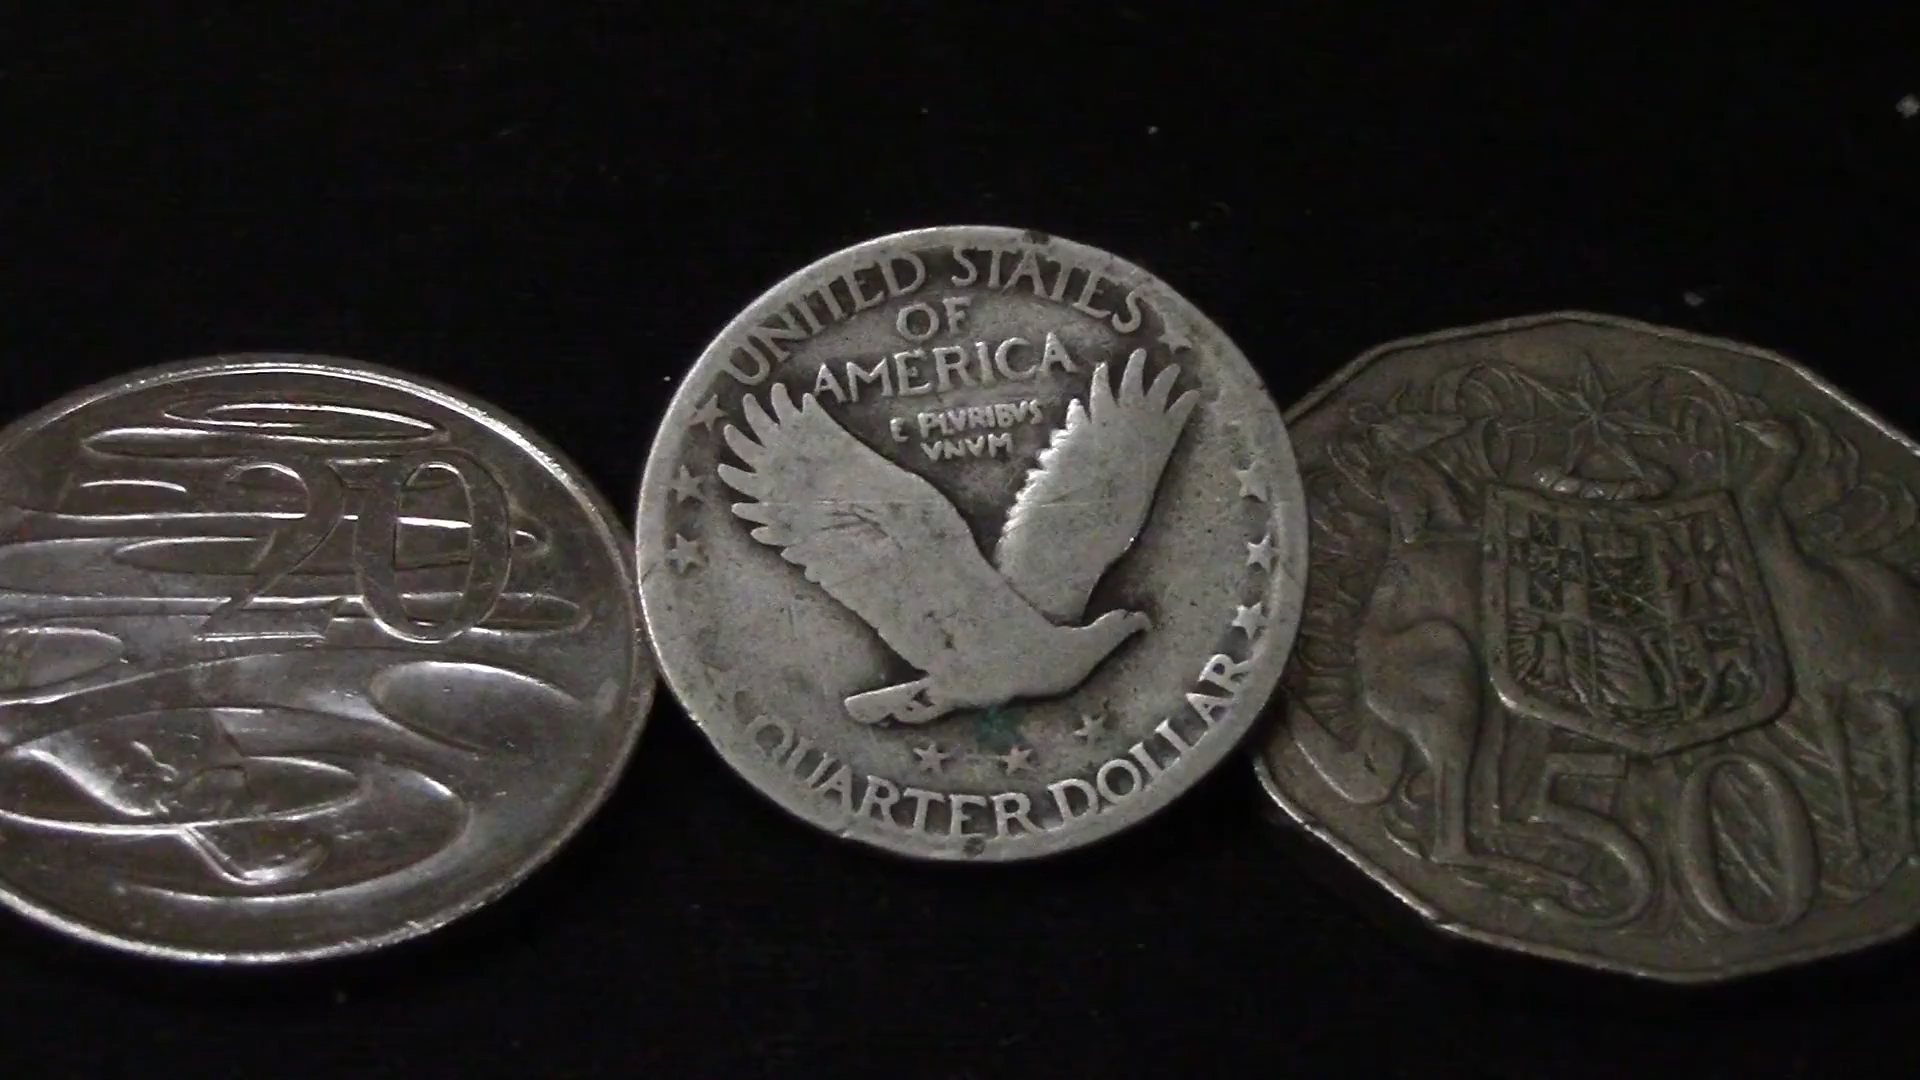 20
UNITED STATES
OF
AMERICA
E PLVRIBVS
VNVM
QUARTER DOLLAR
50